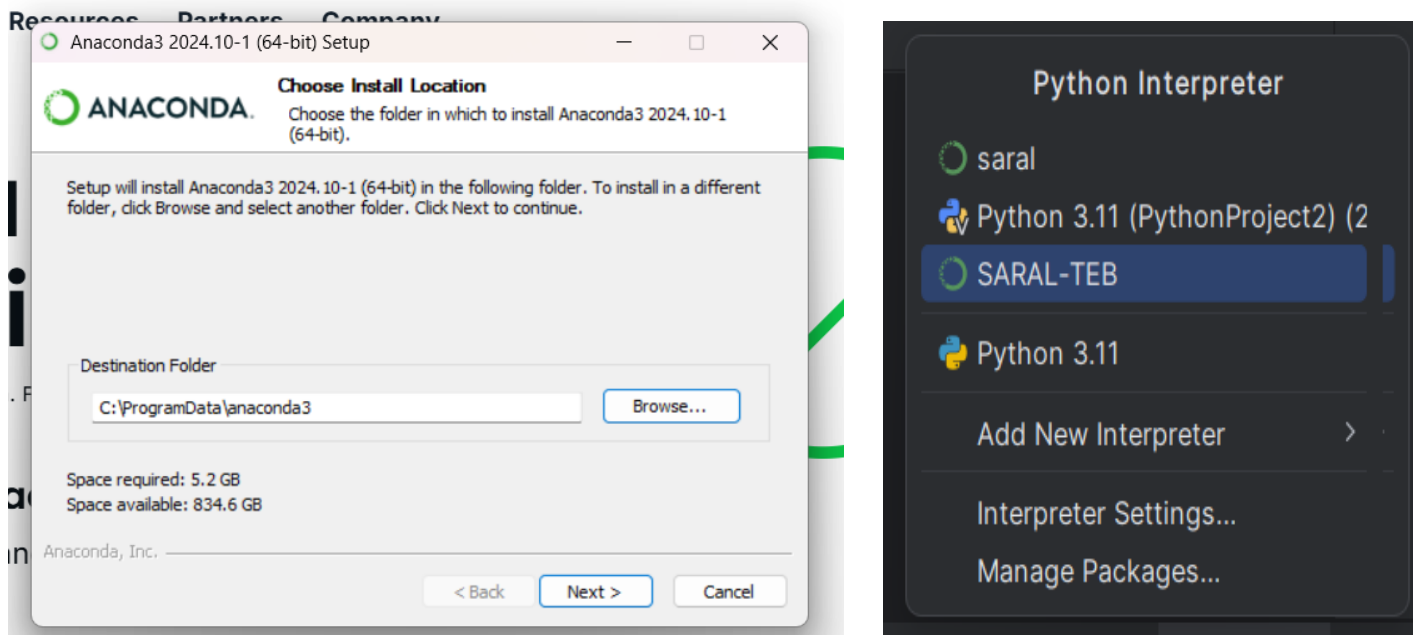 Resources Partners Company
Anaconda3 2024.10-1 (64-bit) Setup
ANACONDA.
Choose Install Location
Choose the folder in which to install Anaconda3 2024.10-1
(64-bit).
Setup will install Anaconda3 2024.10-1 (64-bit) in the following folder. To install in a different
folder, click Browse and select another folder. Click Next to continue.
Destination Folder
C:\ProgramData\anaconda3
Browse...
Space required: 5.2 GB
Space available: 834.6 GB
Anaconda, Inc.
< Back
Next >
Cancel
Python Interpreter
saral
Python 3.11 (PythonProject2) (2
SARAL-TEB
Python 3.11
Add New Interpreter
Interpreter Settings...
Manage Packages...